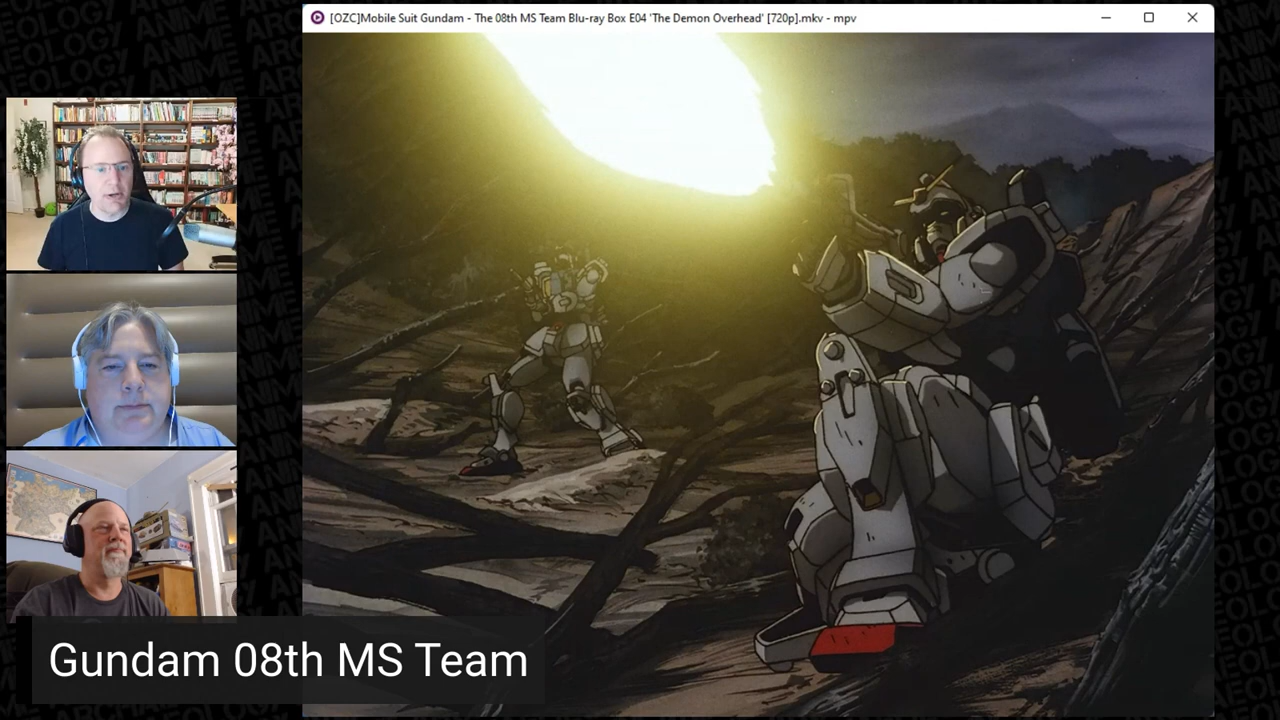 [OZC]Mobile Suit Gundam - The 08th MS Team Blu-ray Box E04 'The Demon Overhead' [720p].mkv - mpv
Gundam 08th MS Team